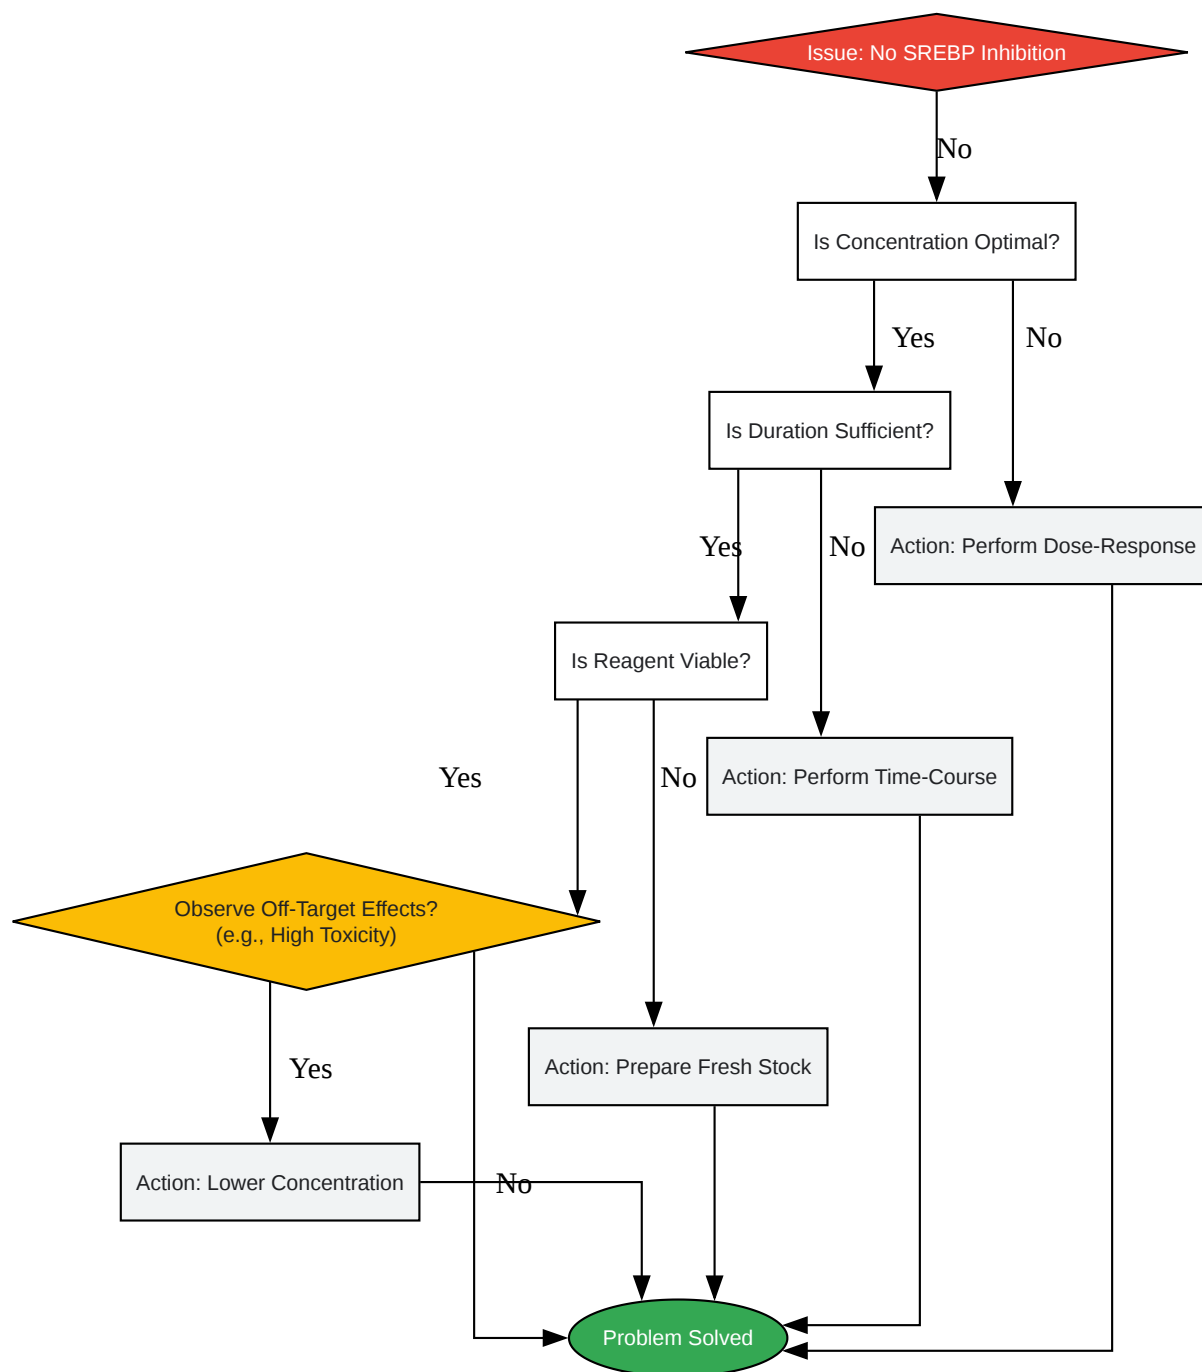 Issue: No SREBP Inhibition
No
Is Concentration Optimal?
Yes
No
Is Duration Sufficient?
Yes
No
Action: Perform Dose-Response
Is Reagent Viable?
Yes
No
Action: Perform Time-Course
Observe Off-Target Effects?
(e.g., High Toxicity)
Yes
Action: Prepare Fresh Stock
Action: Lower Concentration
No
Problem Solved